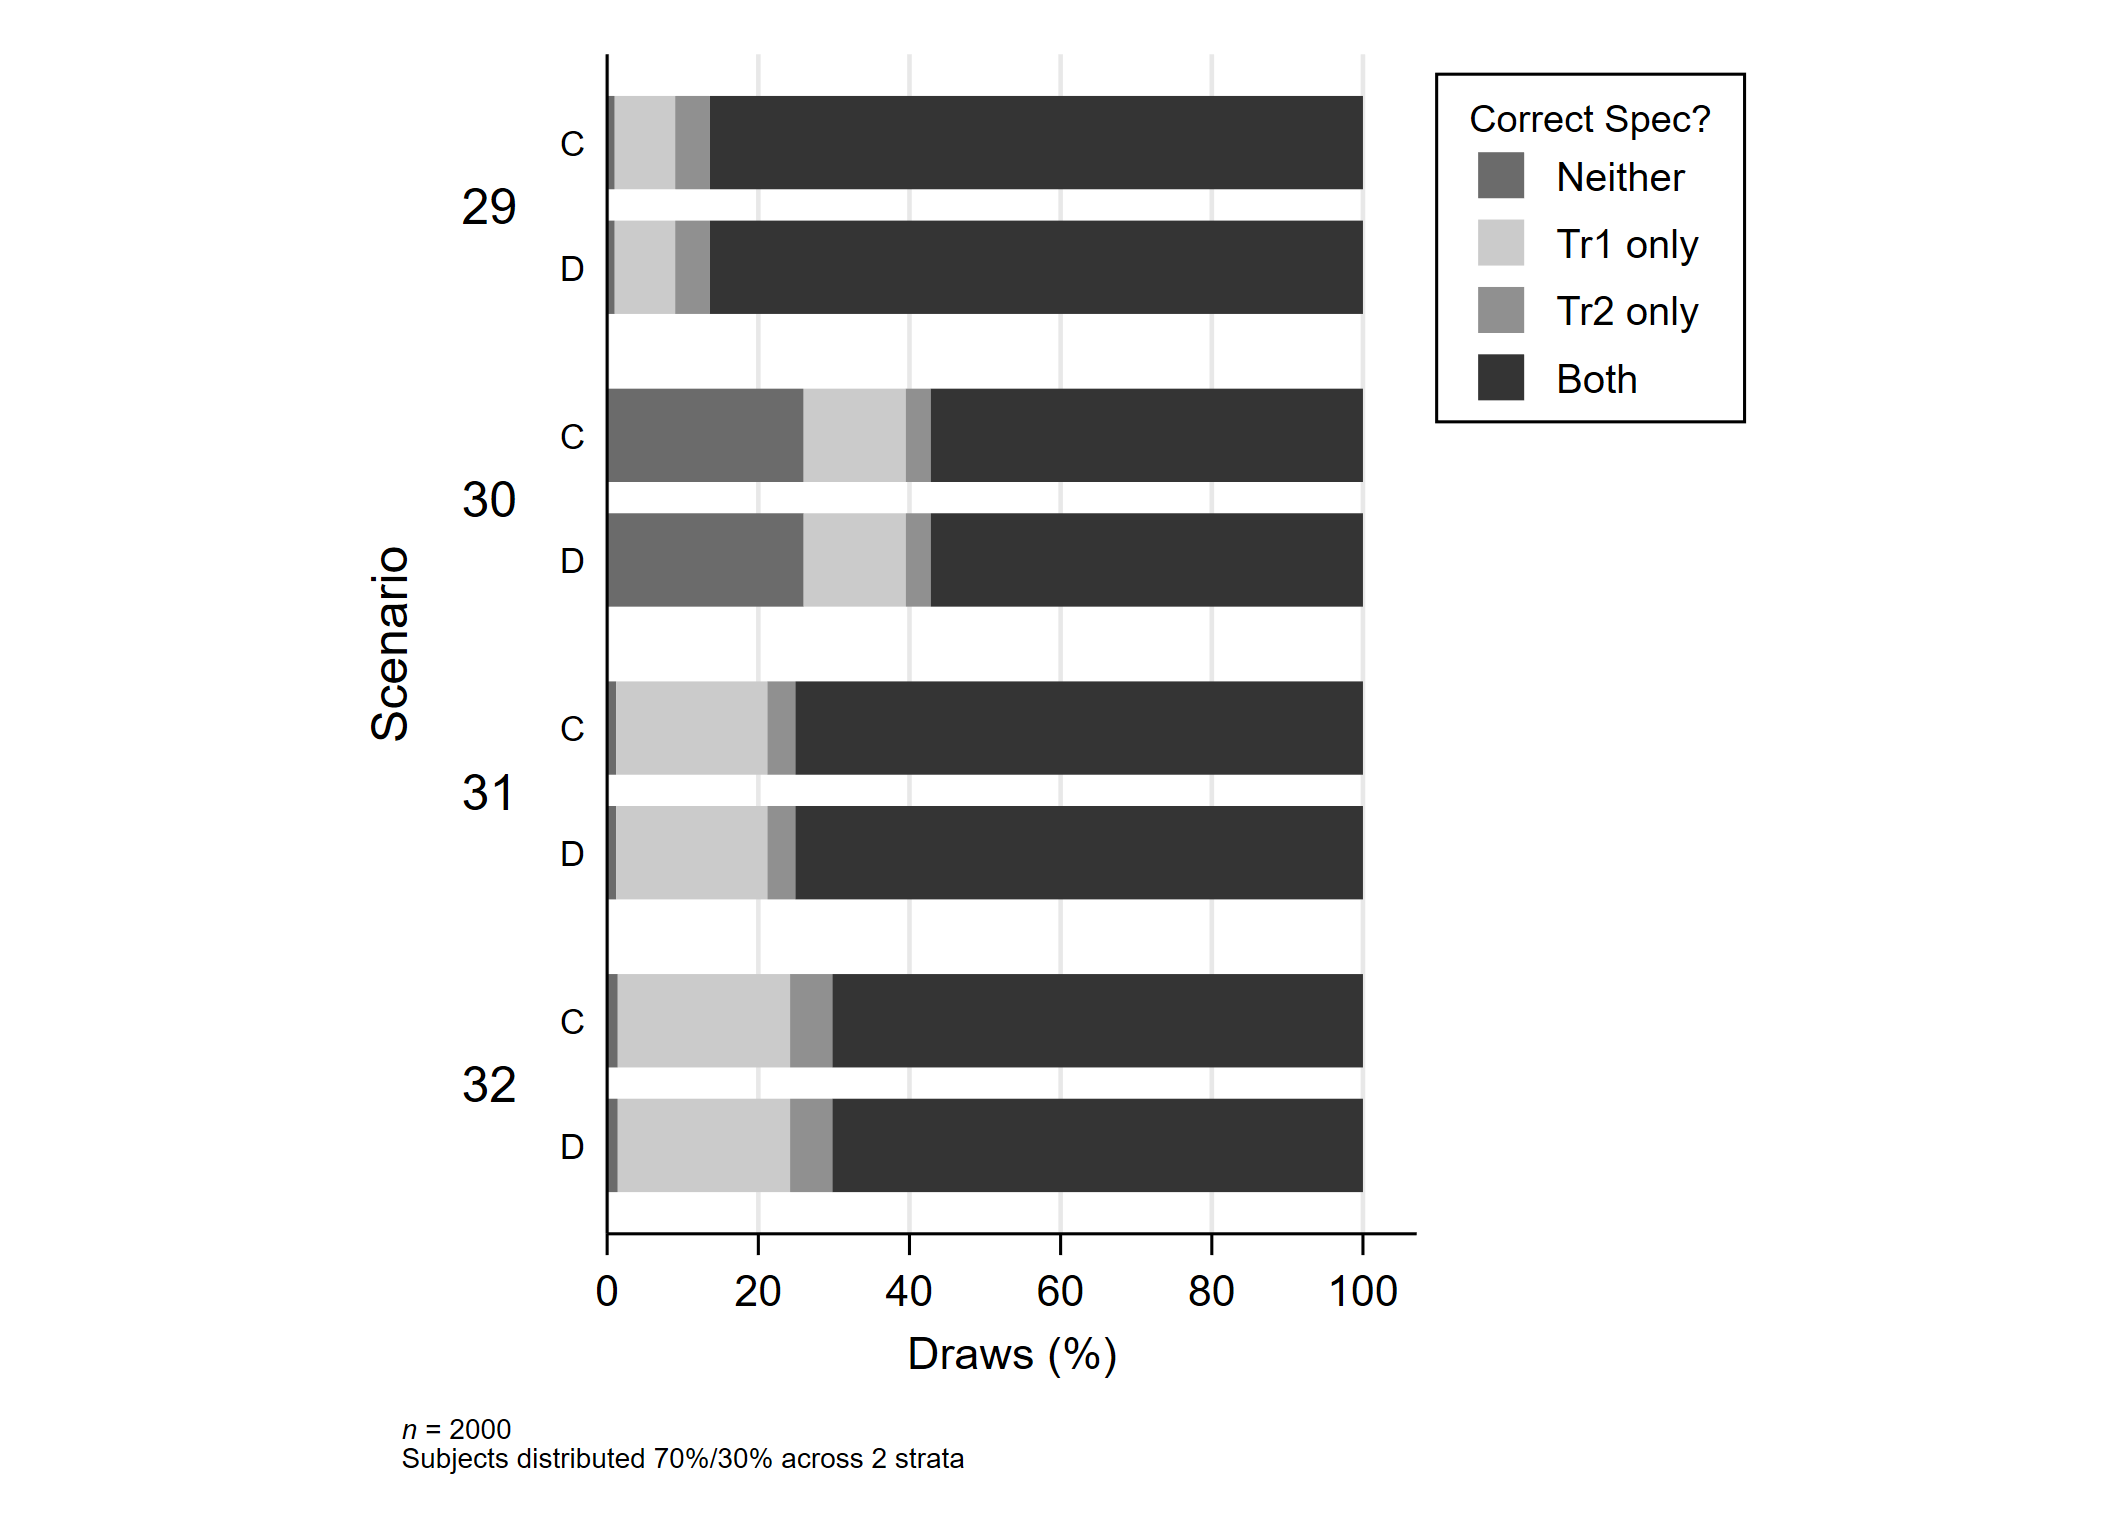 Correct Spec?
Neither
Tr1 only
Tr2 only
Both
Scenario
29
C
D
30
C
D
31
C
D
32
C
D
0 20 40 60 80 100
Draws (%)
n = 2000
Subjects distributed 70%/30% across 2 strata